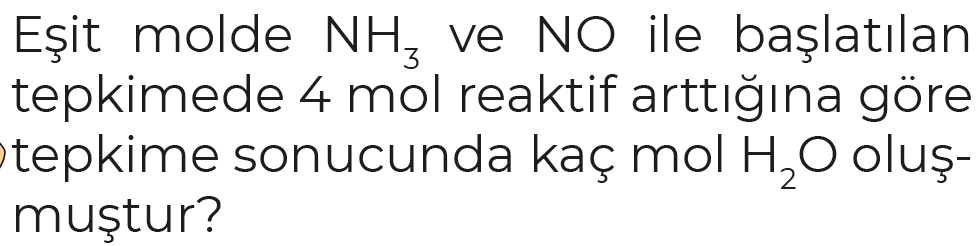 Eşit molde NH₃ ve NO ile başlatılan
tepkimede 4 mol reaktif arttığına göre
tepkime sonucunda kaç mol H₂O oluş-
muştur?